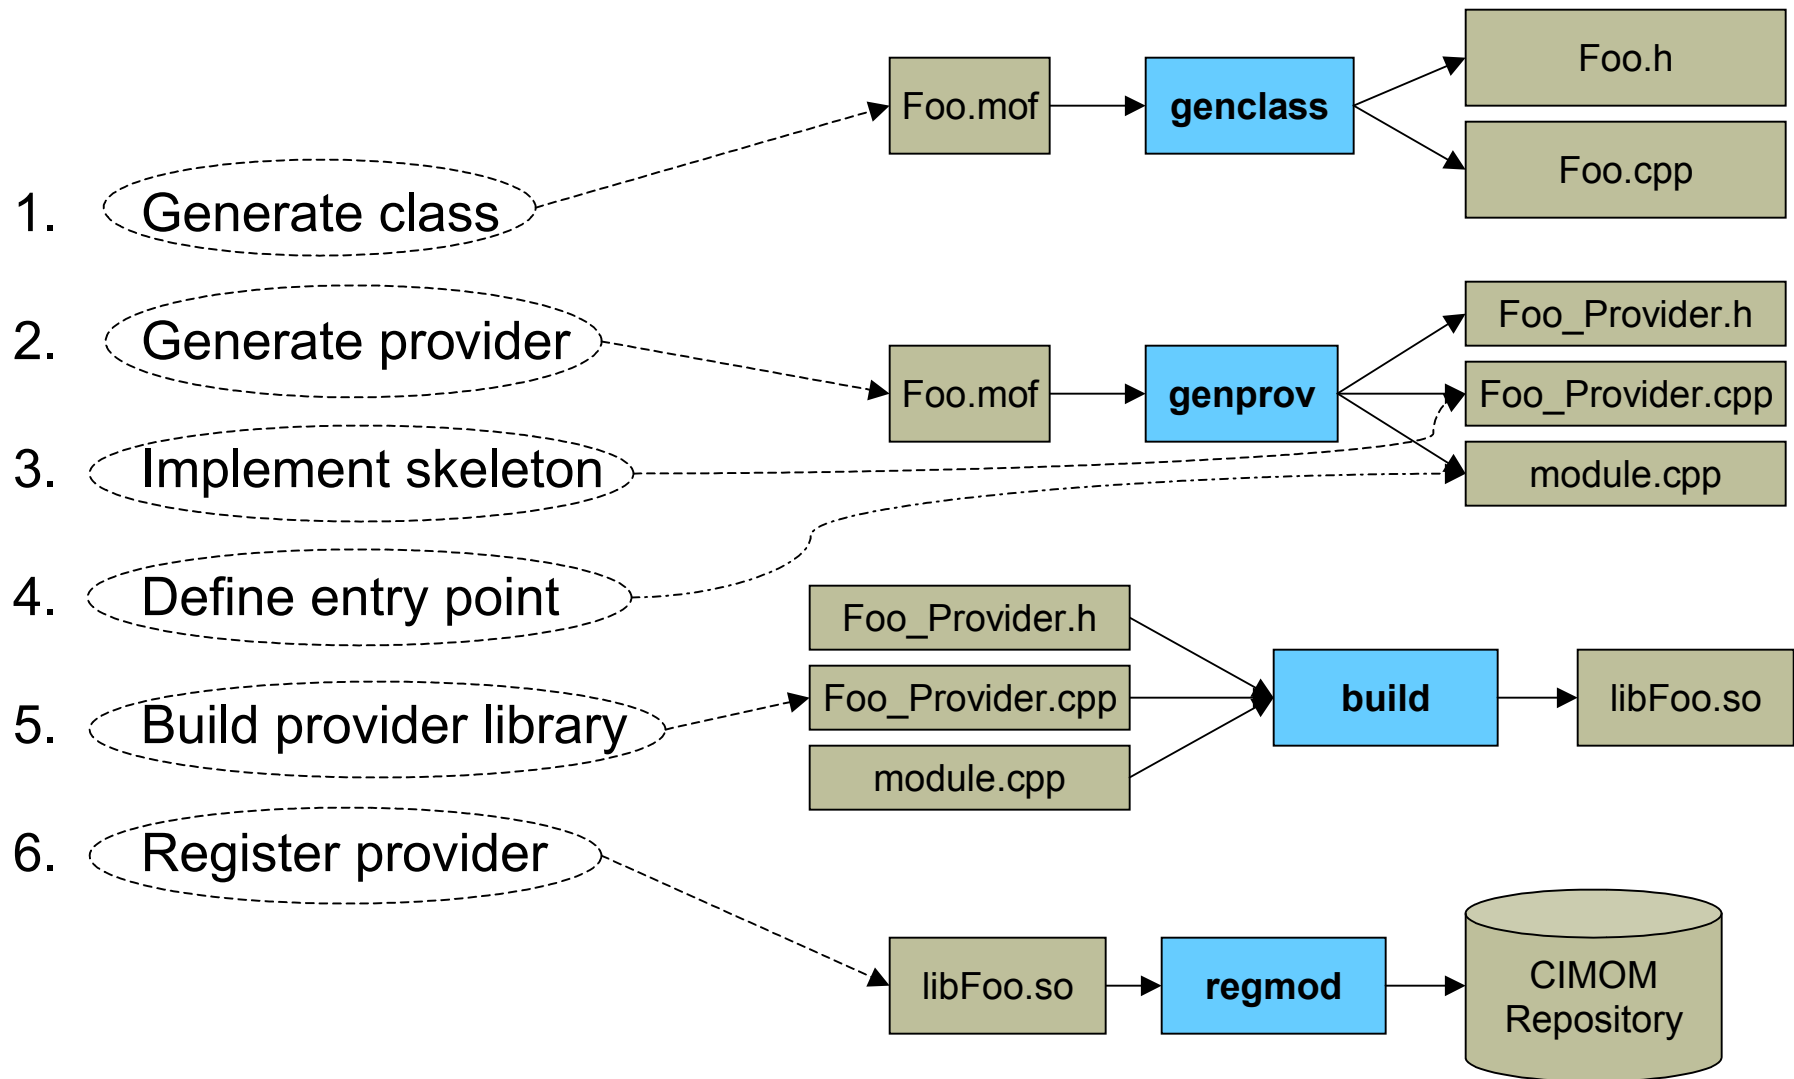 Foo.h
Foo.mof
genclass
Foo.cpp
1. Generate class
2. Generate provider
Foo_Provider.h
Foo.mof
genprov
Foo_Provider.cpp
3. Implement skeleton
module.cpp
4. Define entry point
Foo_Provider.h
5. Build provider library
Foo_Provider.cpp
build
libFoo.so
module.cpp
6. Register provider
libFoo.so
regmod
CIMOM
Repository